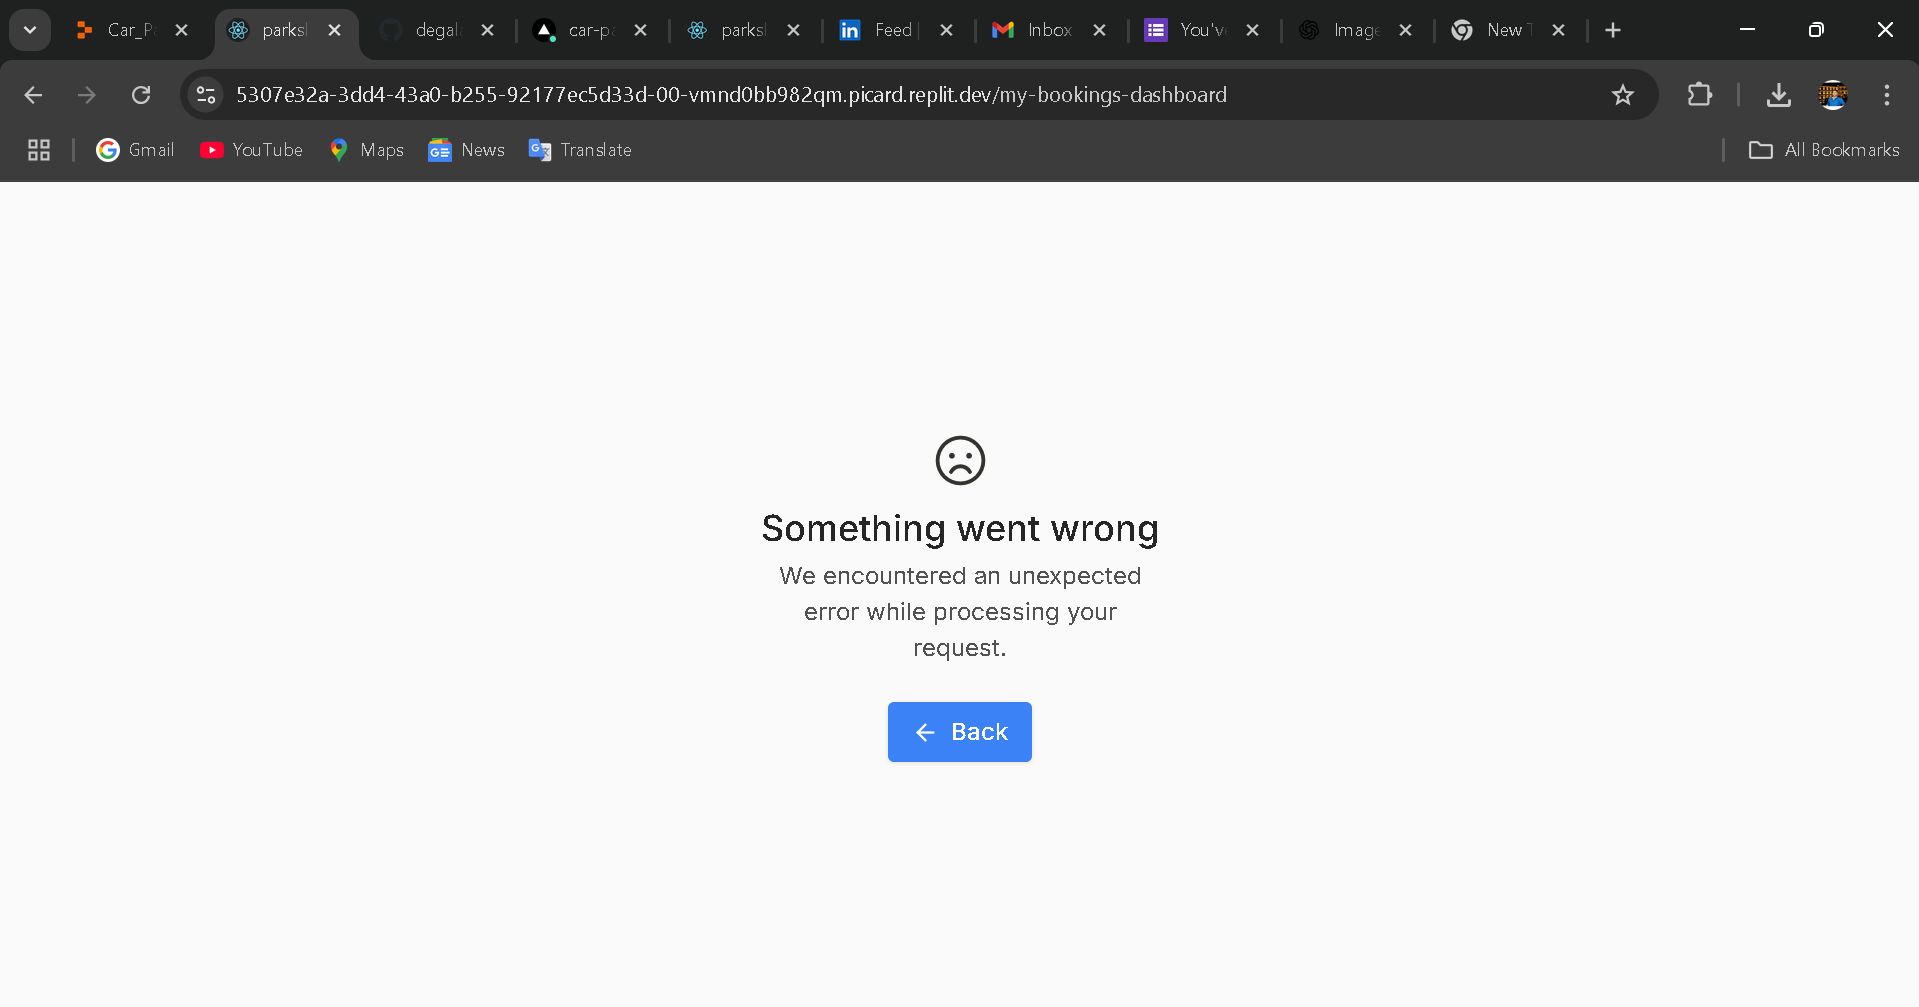 Car_Pa
parksl
degal
car-pa
parksl
Feed |
Inbox
You'v
Image
New T
5307e32a-3dd4-43a0-b255-92177ec5d33d-00-vmnd0bb982qm.picard.replit.dev/my-bookings-dashboard
Gmail
YouTube
Maps
News
Translate
All Bookmarks
Something went wrong
We encountered an unexpected
error while processing your
request.
Back